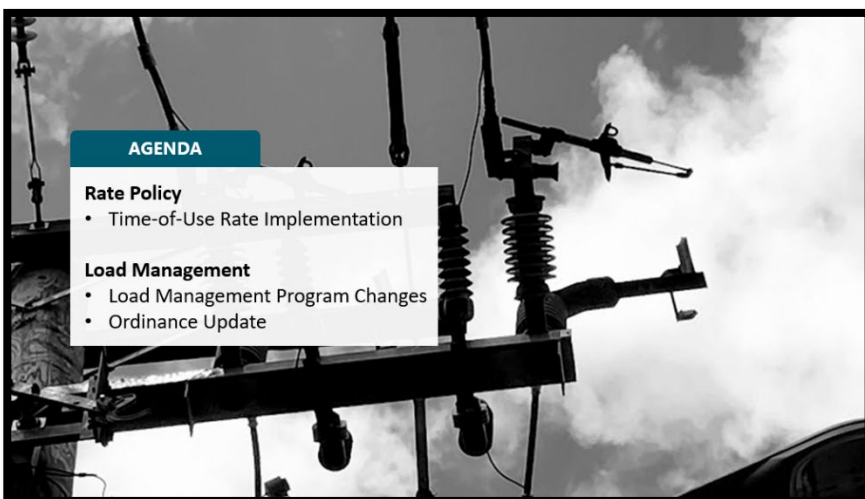 AGENDA
Rate Policy
• Time-of-Use Rate Implementation
Load Management
• Load Management Program Changes
• Ordinance Update